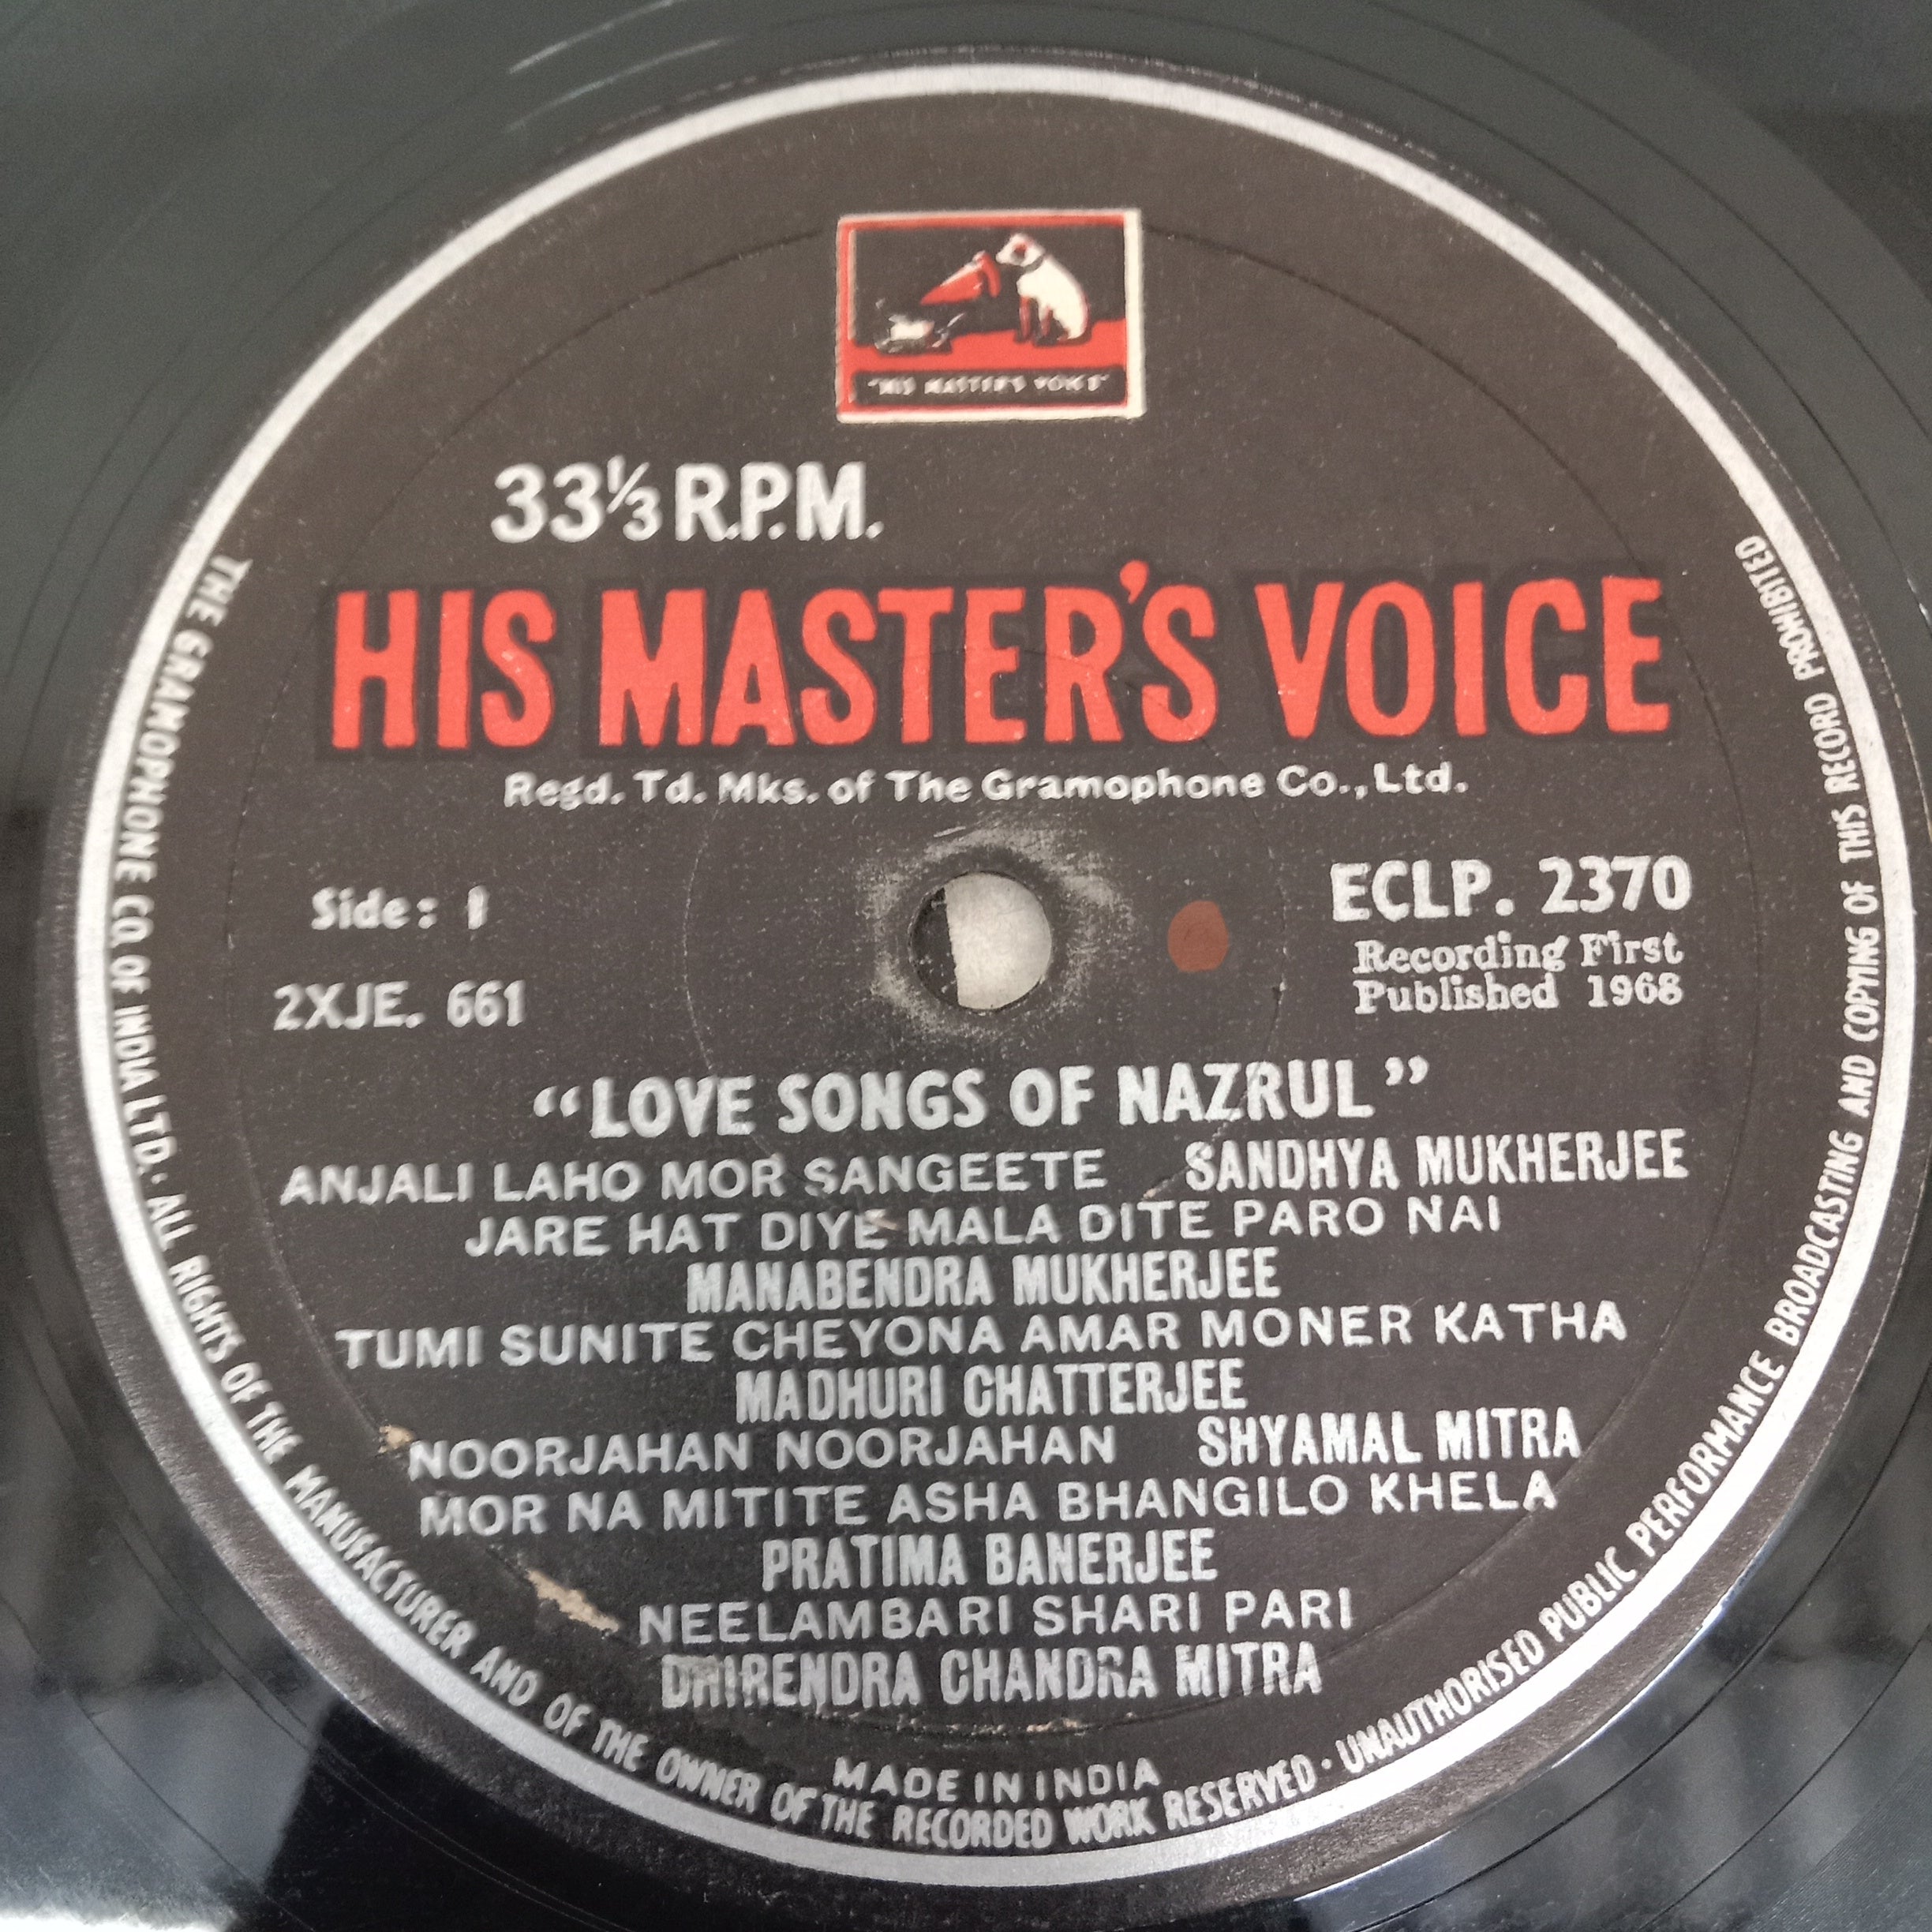 "HIS MASTER'S VOICE"
33⅓ R.P.M.
HIS MASTER'S VOICE
Regd. Td. Mks. of The Gramophone Co., Ltd.
Side: 1
2XJE. 661
ECLP. 2370
Recording First
Published 1968
"LOVE SONGS OF NAZRUL"
ANJALI LAHO MOR SANGEETE SANDHYA MUKHERJEE
JARE HAT DIYE MALA DITE PARO NAI
MANABENDRA MUKHERJEE
TUMI SUNITE CHEYONA AMAR MONER KATHA
MADHURI CHATTERJEE
NOORJAHAN NOORJAHAN SHYAMAL MITRA
MOR NA MITITE ASHA BHANGILO KHELA
PRATIMA BANERJEE
NEELAMBARI SHARI PARI
DHIRENDRA CHANDRA MITRA
MADE IN INDIA
THE GRAMOPHONE CO. OF INDIA LTD. · ALL RIGHTS OF THE MANUFACTURER AND OF THE OWNER OF THE RECORDED WORK RESERVED · UNAUTHORISED PUBLIC PERFORMANCE BROADCASTING AND COPYING OF THIS RECORD PROHIBITED